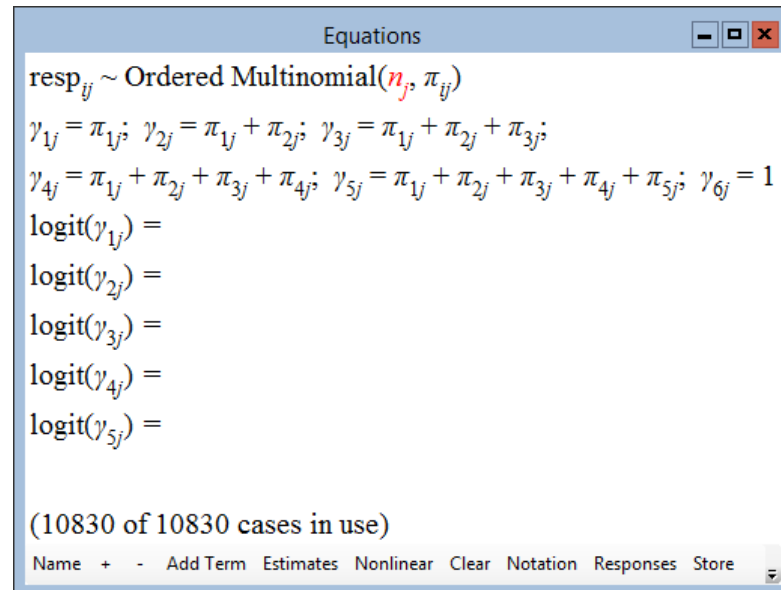 Equations
resp_ij ~ Ordered Multinomial(n_j, π_ij)
γ_1j = π_1j; γ_2j = π_1j + π_2j; γ_3j = π_1j + π_2j + π_3j;
γ_4j = π_1j + π_2j + π_3j + π_4j; γ_5j = π_1j + π_2j + π_3j + π_4j + π_5j; γ_6j = 1
logit(γ_1j) =
logit(γ_2j) =
logit(γ_3j) =
logit(γ_4j) =
logit(γ_5j) =
(10830 of 10830 cases in use)
Name + - Add Term Estimates Nonlinear Clear Notation Responses Store